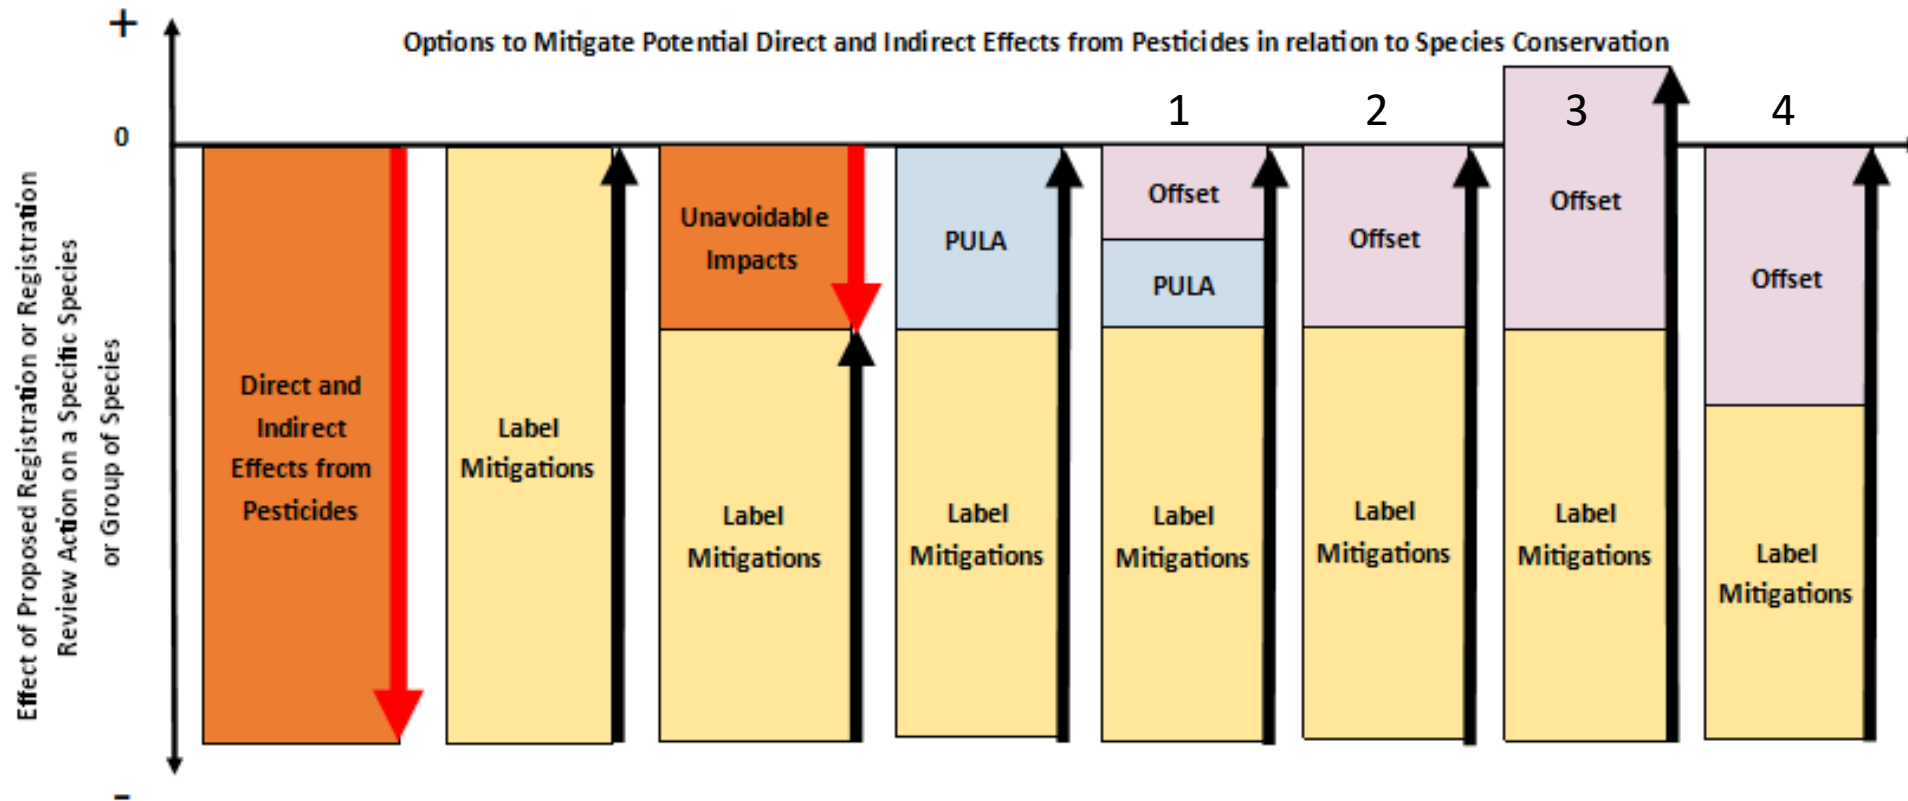 +
Options to Mitigate Potential Direct and Indirect Effects from Pesticides in relation to Species Conservation
0
-
Effect of Proposed Registration or Registration
Review Action on a Specific Species
or Group of Species
Direct and
Indirect
Effects from
Pesticides
Label
Mitigations
Unavoidable
Impacts
Label
Mitigations
PULA
Label
Mitigations
1
Offset
PULA
Label
Mitigations
2
Offset
Label
Mitigations
3
Offset
Label
Mitigations
4
Offset
Label
Mitigations